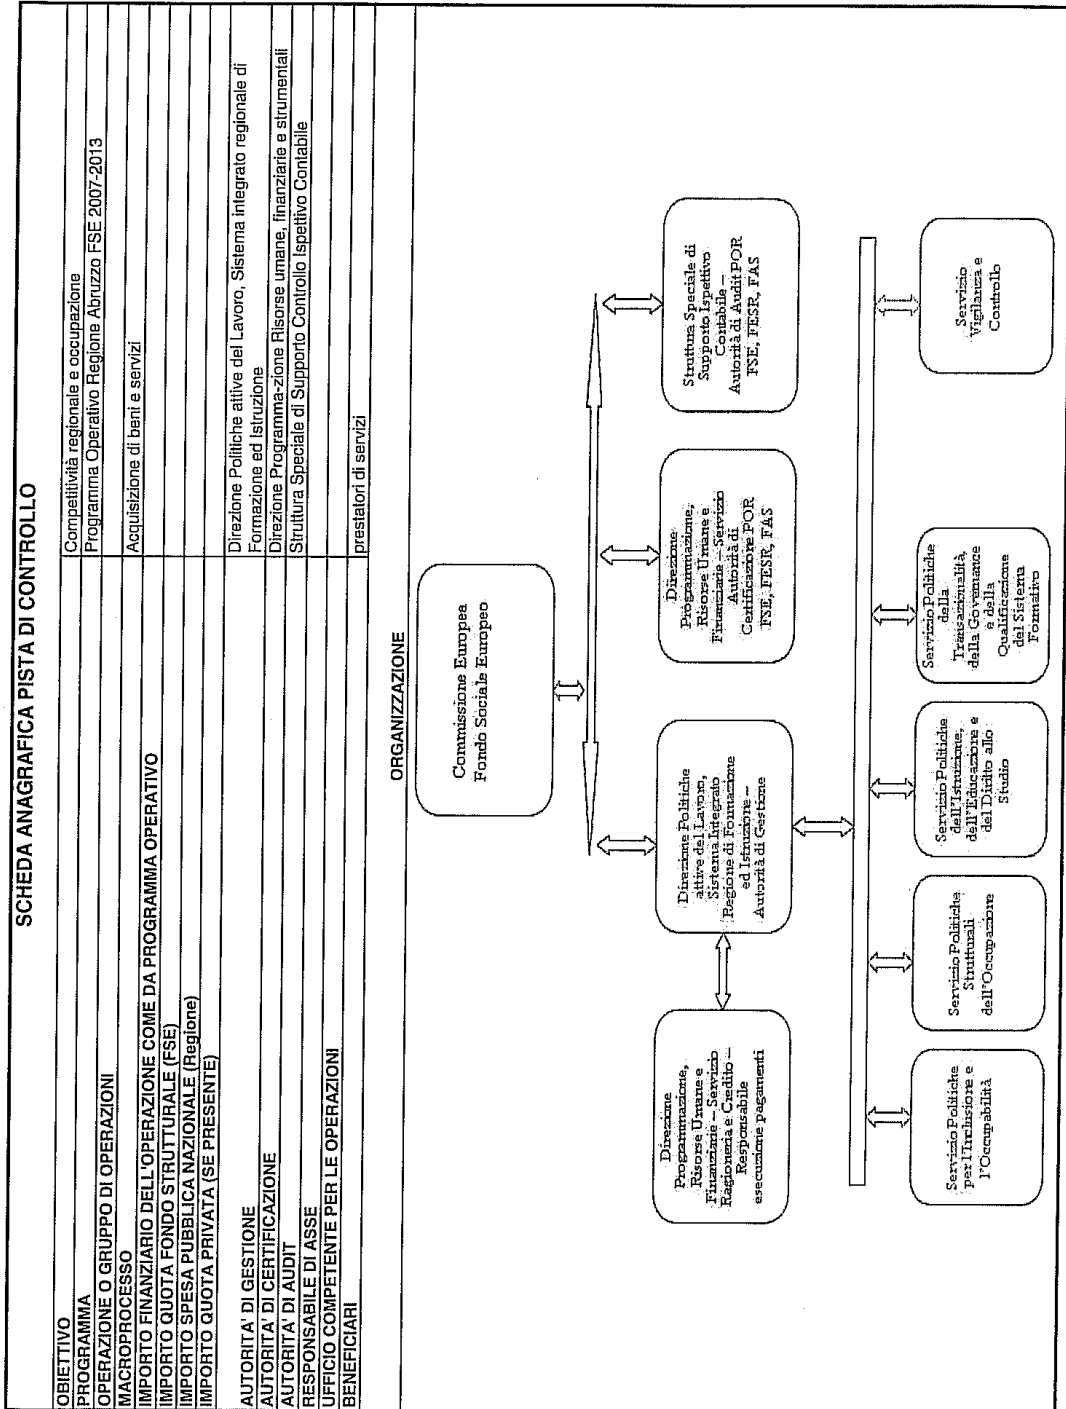 SCHEDA ANAGRAFICA PISTA DI CONTROLLO
OBIETTIVO Competitività regionale e occupazione
PROGRAMMA Programma Operativo Regione Abruzzo FSE 2007-2013
OPERAZIONE O GRUPPO DI OPERAZIONI
MACROPROCESSO Acquisizione di beni e servizi
IMPORTO FINANZIARIO DELL'OPERAZIONE COME DA PROGRAMMA OPERATIVO
IMPORTO QUOTA FONDO STRUTTURALE (FSE)
IMPORTO SPESA PUBBLICA NAZIONALE (Regione)
IMPORTO QUOTA PRIVATA (SE PRESENTE)
AUTORITA' DI GESTIONE Direzione Politiche attive del Lavoro, Sistema integrato regionale di
Formazione ed Istruzione
AUTORITA' DI CERTIFICAZIONE Direzione Programma-zione Risorse umane, finanziarie e strumentali
AUTORITA' DI AUDIT Struttura Speciale di Supporto Controllo Ispettivo Contabile
RESPONSABILE DI ASSE
UFFICIO COMPETENTE PER LE OPERAZIONI
BENEFICIARI prestatori di servizi
ORGANIZZAZIONE
Commissione Europea
Fondo Sociale Europeo
Direzione
Programmazione,
Risorse Umane e
Finanziarie – Servizio
Ragioneria e Credito –
Responsabile
esecuzione pagamenti
Direzione Politiche
attive del Lavoro,
Sistema Integrato
Regione di Formazione
ed Istruzione –
Autorità di Gestione
Direzione
Programmazione,
Risorse Umane e
Finanziarie – Servizio
Autorità di
Certificazione POR
FSE, FESR, FAS
Struttura Speciale di
Supporto Ispettivo
Contabile –
Autorità di Audit POR
FSE, FESR, FAS
Servizio Politiche
per l'Inclusione e
l'Occupabilità
Servizio Politiche
Strutturali
dell'Occupazione
Servizio Politiche
dell'Istruzione,
dell'Educazione e
del Diritto allo
Studio
Servizio Politiche
della
Transnazionalità,
della Governance
e della
Qualificazione
del Sistema
Formativo
Servizio
Vigilanza e
Controllo